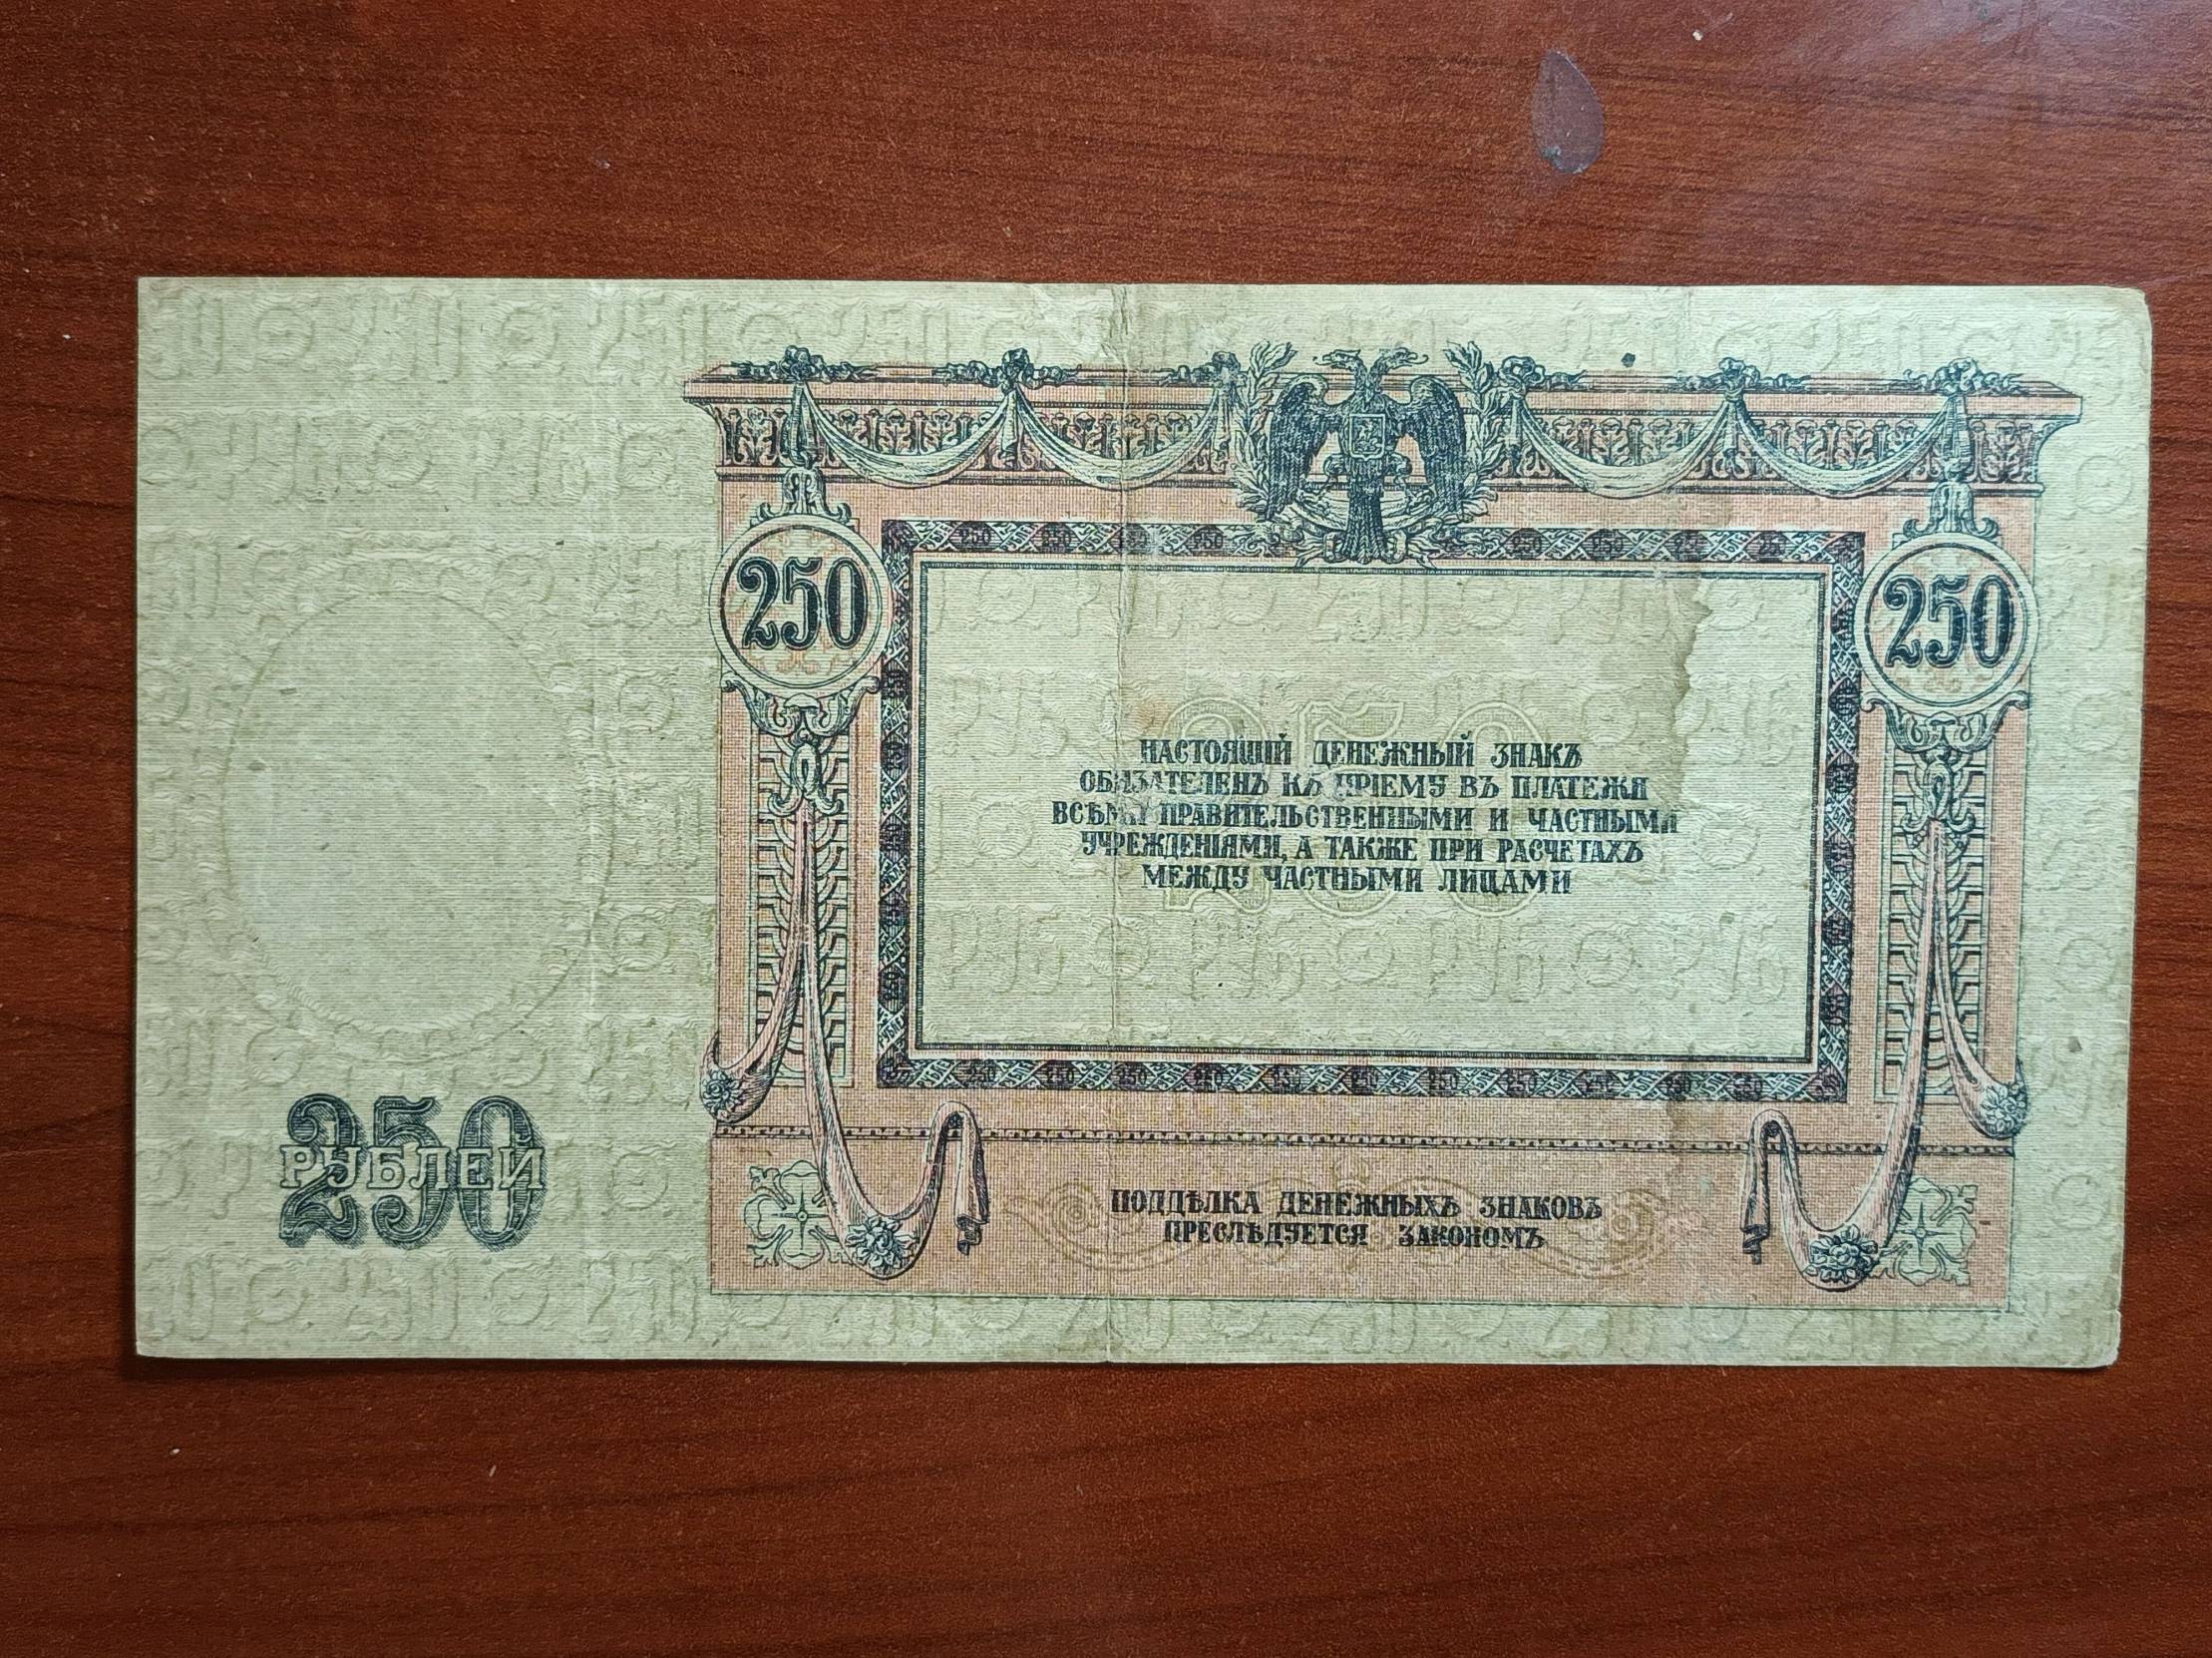 250
250
НАСТОЯЩІЙ ДЕНЕЖНЫЙ ЗНАКЪ
ОБЯЗАТЕЛЕНЪ КЪ ПРІЕМУ ВЪ ПЛАТЕЖИ
ВСѢМИ ПРАВИТЕЛЬСТВЕННЫМИ И ЧАСТНЫМИ
УЧРЕЖДЕНІЯМИ, А ТАКЖЕ ПРИ РАСЧЕТАХЪ
МЕЖДУ ЧАСТНЫМИ ЛИЦАМИ
250
250
РУБЛЕЙ
ПОДДѢЛКА ДЕНЕЖНЫХЪ ЗНАКОВЪ
ПРЕСЛѢДУЕТСЯ ЗАКОНОМЪ